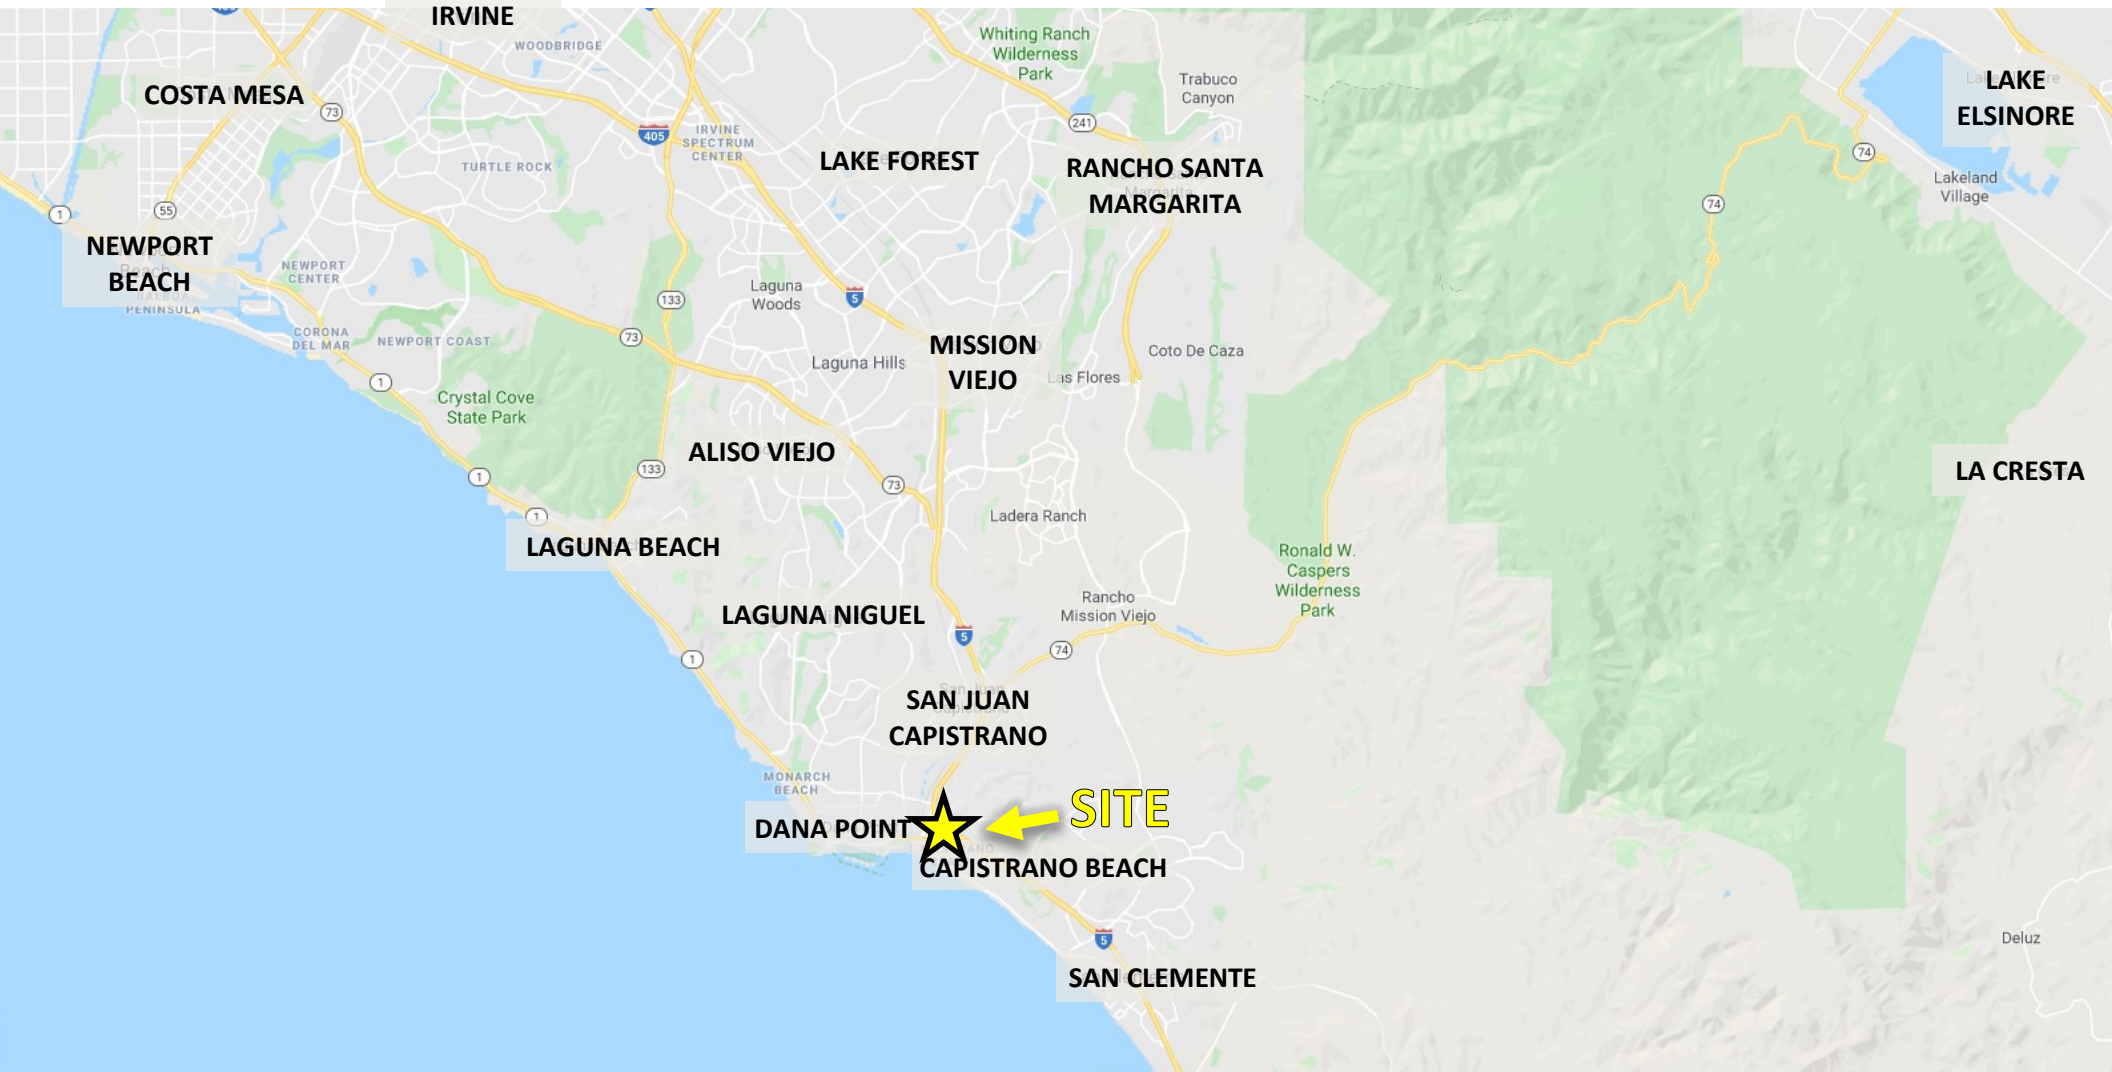 IRVINE
WOODBRIDGE
Whiting Ranch
Wilderness
Park
Trabuco
Canyon
LAKE
ELSINORE
COSTA MESA
73
241
405
IRVINE
SPECTRUM
CENTER
TURTLE ROCK
LAKE FOREST
RANCHO SANTA
MARGARITA
74
Lakeland
Village
74
1
55
NEWPORT
BEACH
BALBOA
PENINSULA
NEWPORT
CENTER
Laguna
Woods
133
5
CORONA
DEL MAR
NEWPORT COAST
73
MISSION
VIEJO
Laguna Hills
Coto De Caza
Las Flores
1
Crystal Cove
State Park
ALISO VIEJO
133
1
73
LA CRESTA
1
Ladera Ranch
LAGUNA BEACH
Ronald W.
Caspers
Wilderness
Park
Rancho
Mission Viejo
LAGUNA NIGUEL
5
74
1
SAN JUAN
CAPISTRANO
MONARCH
BEACH
SITE
DANA POINT
CAPISTRANO BEACH
5
Deluz
SAN CLEMENTE